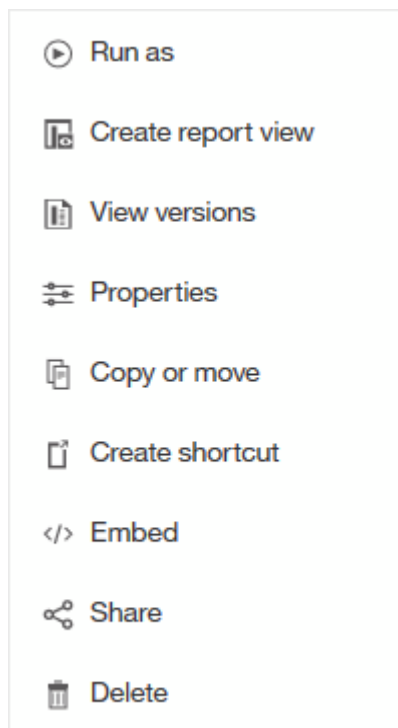 Run as
Create report view
View versions
Properties
Copy or move
Create shortcut
Embed
Share
Delete